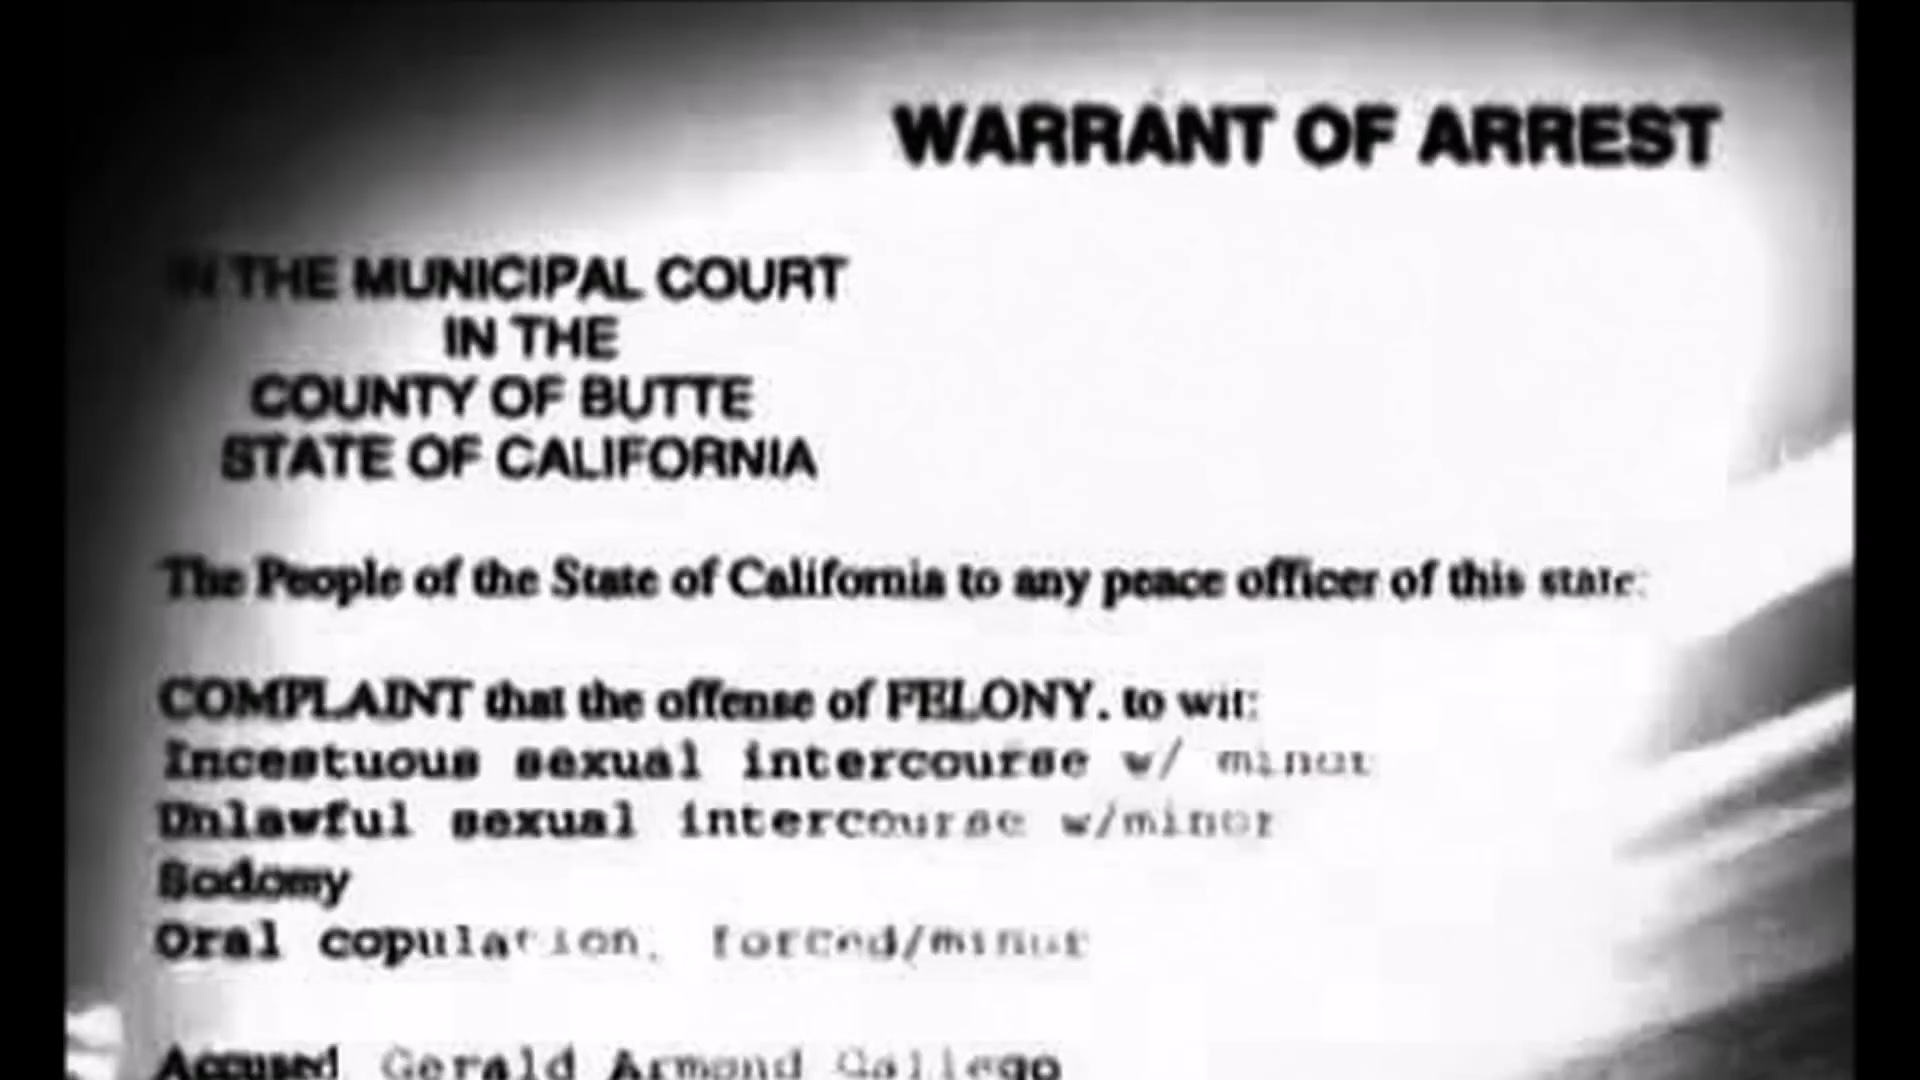 WARRANT OF ARREST
IN THE MUNICIPAL COURT
IN THE
COUNTY OF BUTTE
STATE OF CALIFORNIA
The People of the State of California to any peace officer of this state:
COMPLAINT that the offense of FELONY, to wit:
Incestuous sexual intercourse w/ minor
Unlawful sexual intercourse w/minor
Sodomy
Oral copulation, forced/minor
Accused Gerald Armond Gallego